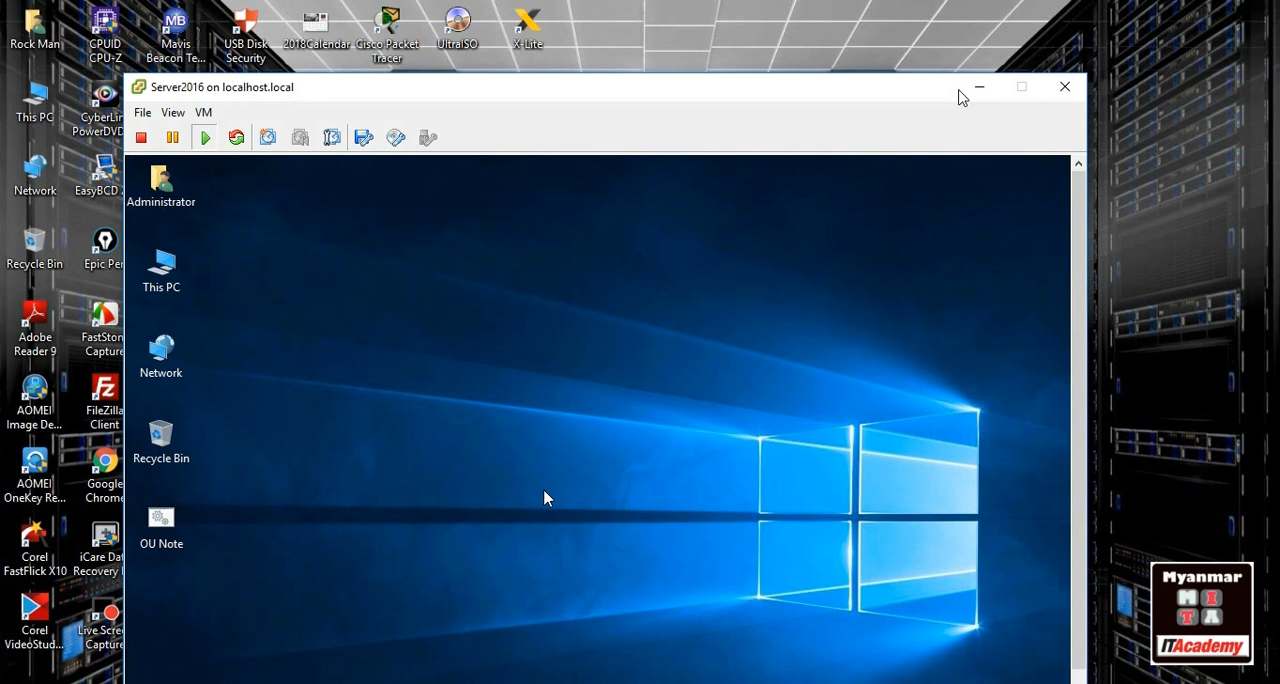 Rock Man
CPUID
CPU-Z
Mavis
Beacon Te...
USB Disk
Security
2018Calendar
Cisco Packet
Tracer
UltraISO
X-Lite
This PC
CyberLin
PowerDVD
Network
EasyBCD
Recycle Bin
Epic Pen
Adobe
Reader 9
FastSton
Capture
AOMEI
Image De...
FileZilla
Client
AOMEI
OneKey Re...
Google
Chrome
Corel
FastFlick X10
iCare Dat
Recovery
Corel
VideoStud...
Live Scre
Capture
Server2016 on localhost.local
File View VM
Administrator
This PC
Network
Recycle Bin
OU Note
MB
Myanmar
M I
T A
ITAcademy